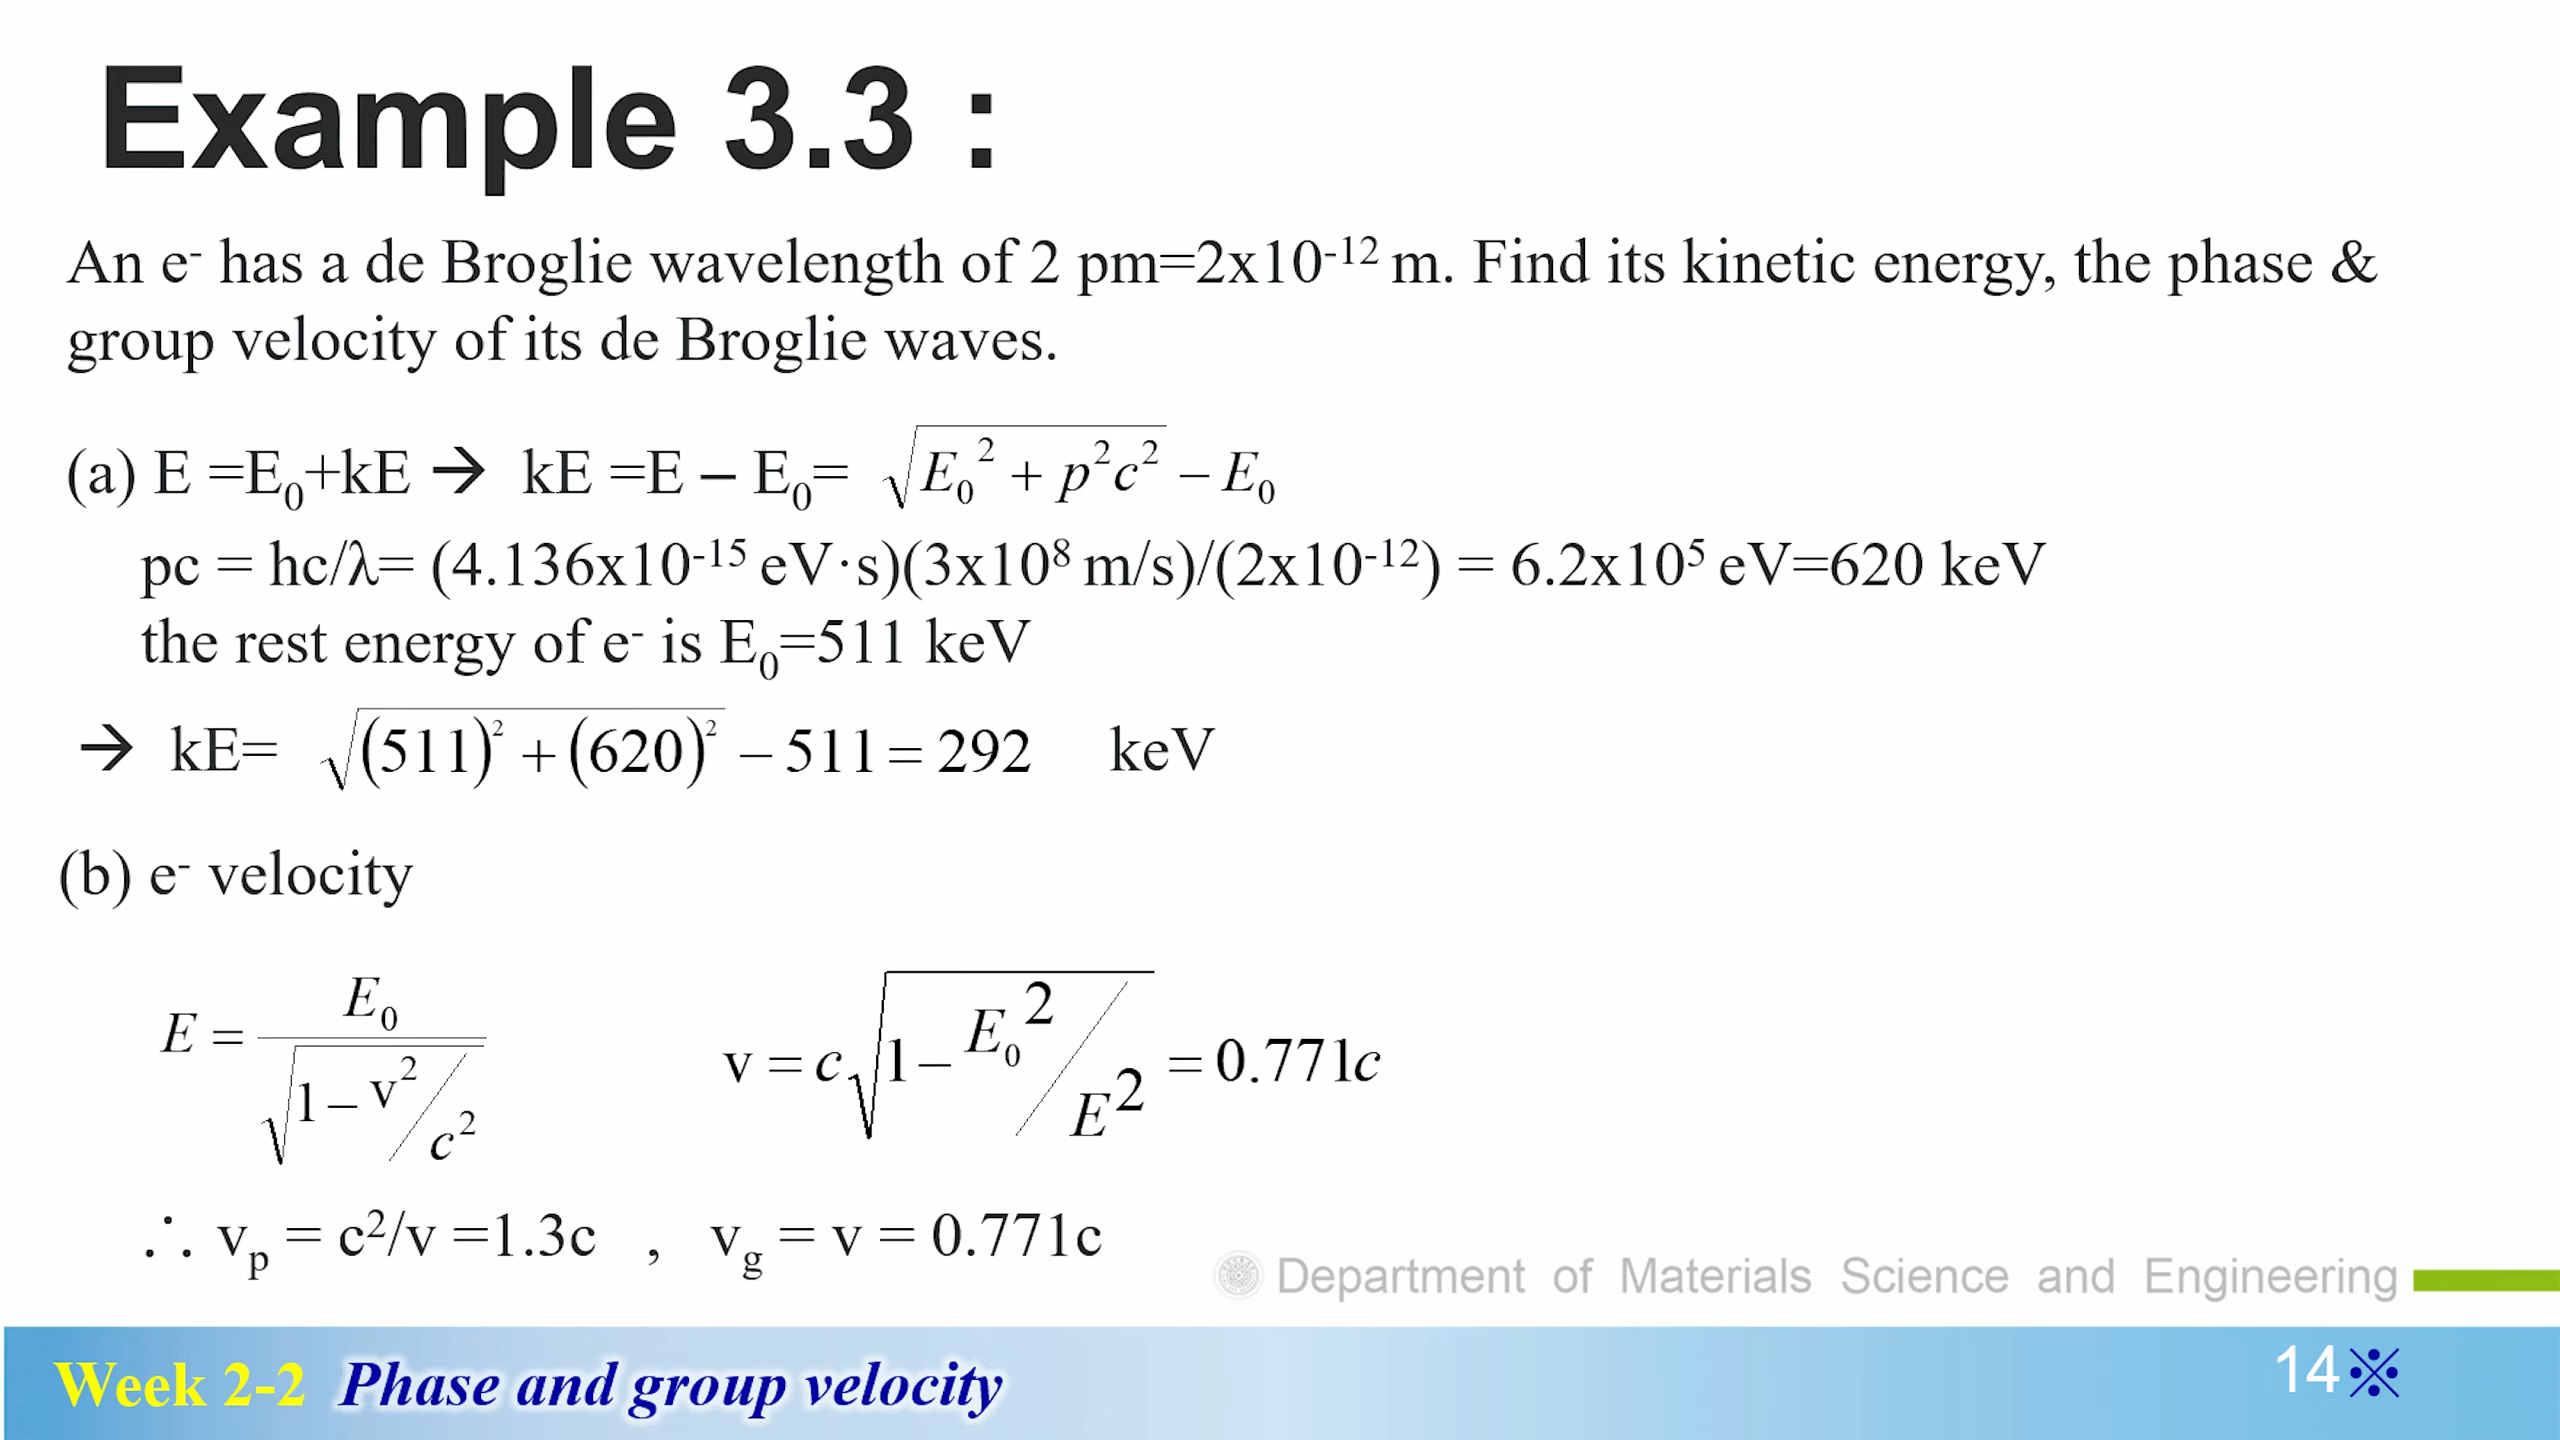 Example 3.3 :
An e⁻ has a de Broglie wavelength of 2 pm=2x10⁻¹² m. Find its kinetic energy, the phase &
group velocity of its de Broglie waves.
(a) E =E₀+kE → kE =E – E₀= √(E₀² + p²c²) − E₀
pc = hc/λ= (4.136x10⁻¹⁵ eV·s)(3x10⁸ m/s)/(2x10⁻¹²) = 6.2x10⁵ eV=620 keV
the rest energy of e⁻ is E₀=511 keV
→ kE= √((511)² + (620)²) − 511 = 292 keV
(b) e⁻ velocity
E = E₀ / √(1 − v²/c²) v = c√(1 − E₀²/E²) = 0.771c
∴ vₚ = c²/v =1.3c , v_g = v = 0.771c
Department of Materials Science and Engineering
Week 2-2 Phase and group velocity 14※